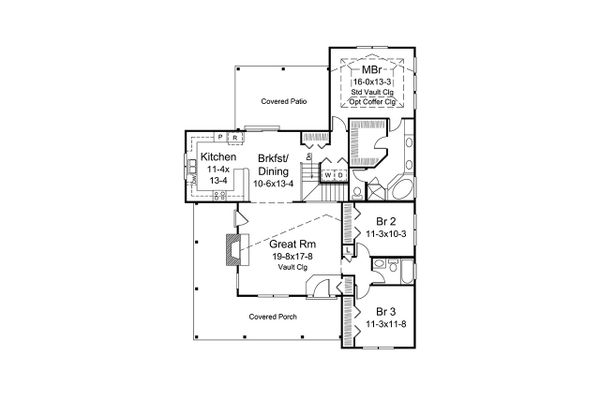 MBr
16-0x13-3
Std Vault Clg
Opt Coffer Clg
Covered Patio
P
R
Kitchen
11-4x
13-4
Brkfst/
Dining
10-6x13-4
Dn
W D
DW
Br 2
11-3x10-3
Great Rm
19-8x17-8
Vault Clg
L
Covered Porch
Br 3
11-3x11-8